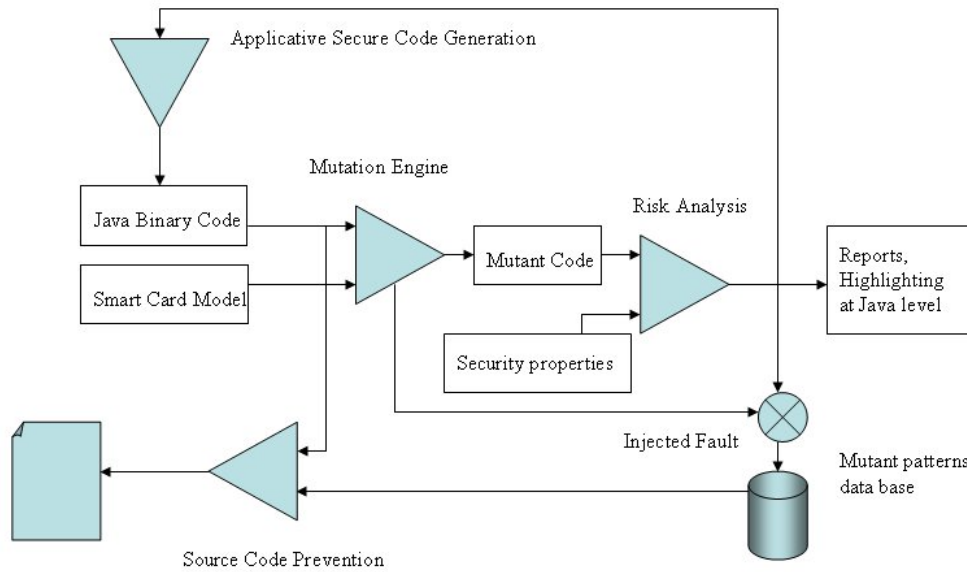 Applicative Secure Code Generation
Mutation Engine
Java Binary Code
Risk Analysis
Mutant Code
Reports,
Highlighting
at Java level
Smart Card Model
Security properties
Injected Fault
Mutant patterns
data base
Source Code Prevention